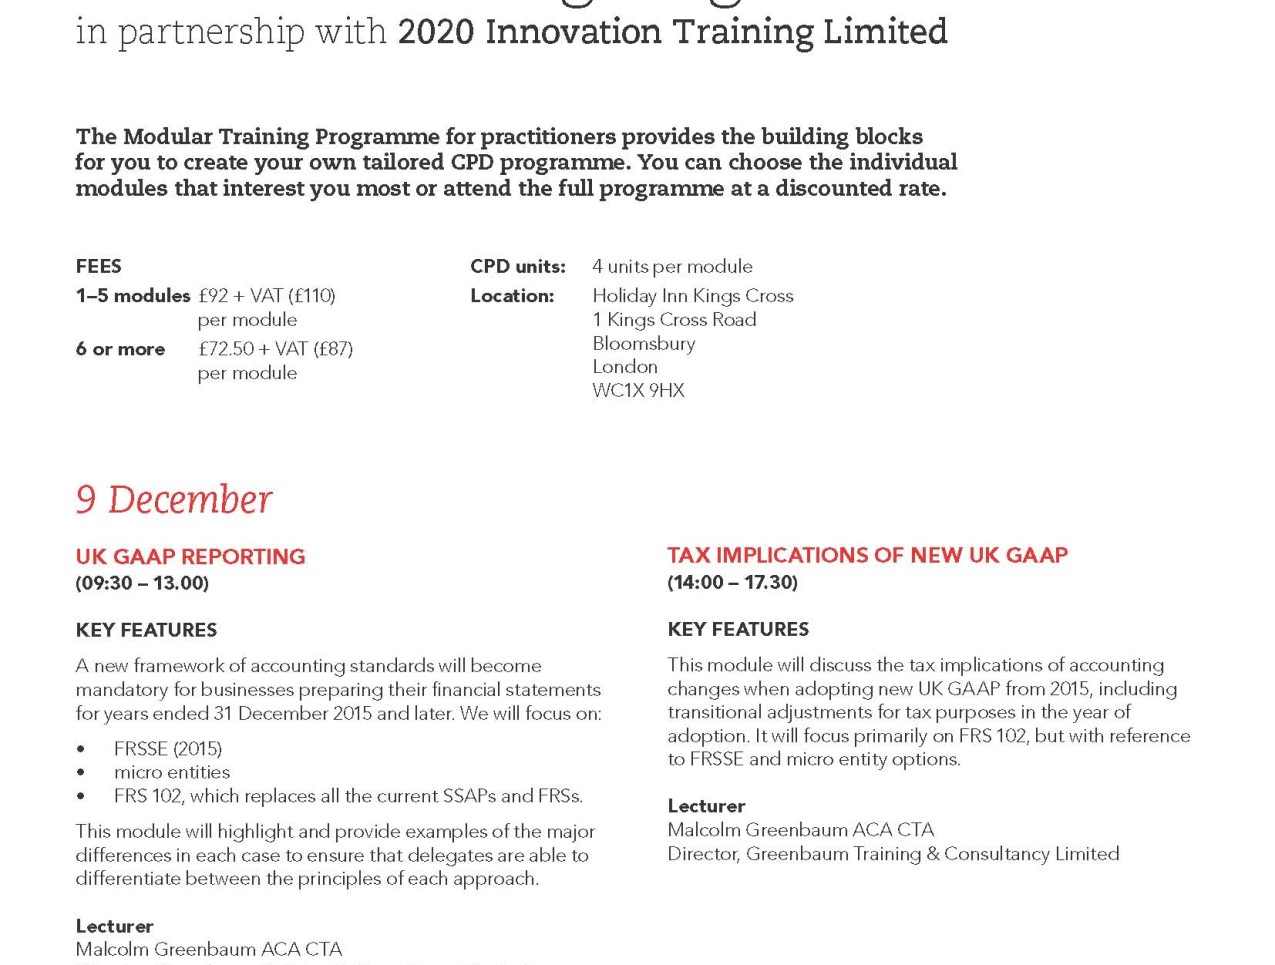 in partnership with 2020 Innovation Training Limited
The Modular Training Programme for practitioners provides the building blocks
for you to create your own tailored CPD programme. You can choose the individual
modules that interest you most or attend the full programme at a discounted rate.
FEES
1–5 modules £92 + VAT (£110)
per module
6 or more £72.50 + VAT (£87)
per module
CPD units: 4 units per module
Location: Holiday Inn Kings Cross
1 Kings Cross Road
Bloomsbury
London
WC1X 9HX
9 December
UK GAAP REPORTING
(09:30 – 13.00)
KEY FEATURES
A new framework of accounting standards will become
mandatory for businesses preparing their financial statements
for years ended 31 December 2015 and later. We will focus on:
• FRSSE (2015)
• micro entities
• FRS 102, which replaces all the current SSAPs and FRSs.
This module will highlight and provide examples of the major
differences in each case to ensure that delegates are able to
differentiate between the principles of each approach.
Lecturer
Malcolm Greenbaum ACA CTA
TAX IMPLICATIONS OF NEW UK GAAP
(14:00 – 17.30)
KEY FEATURES
This module will discuss the tax implications of accounting
changes when adopting new UK GAAP from 2015, including
transitional adjustments for tax purposes in the year of
adoption. It will focus primarily on FRS 102, but with reference
to FRSSE and micro entity options.
Lecturer
Malcolm Greenbaum ACA CTA
Director, Greenbaum Training & Consultancy Limited